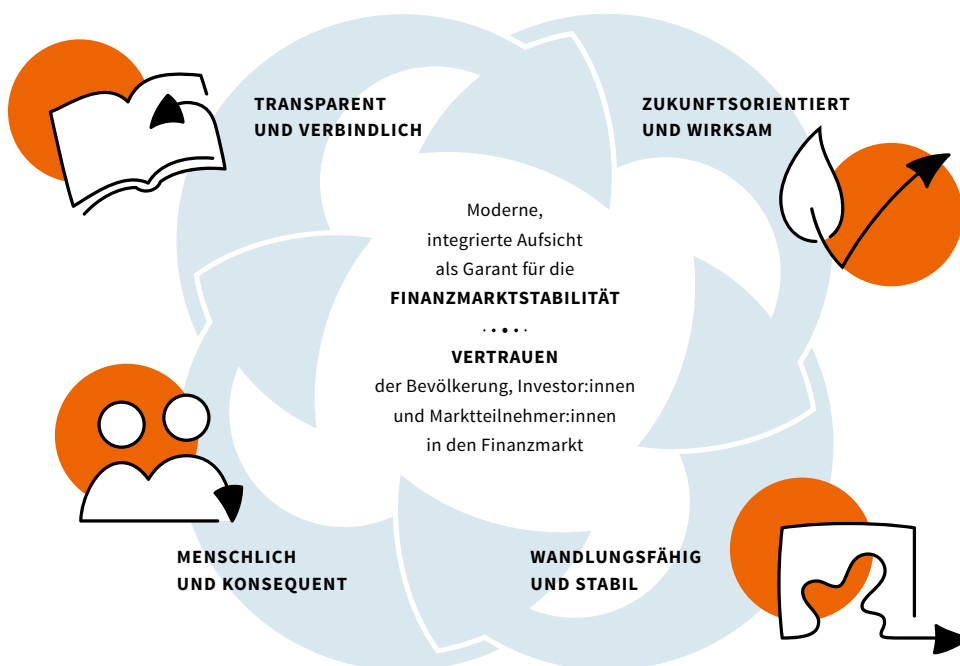 TRANSPARENT
UND VERBINDLICH
ZUKUNFTSORIENTIERT
UND WIRKSAM
Moderne,
integrierte Aufsicht
als Garant für die
FINANZMARKTSTABILITÄT
VERTRAUEN
der Bevölkerung, Investor:innen
und Marktteilnehmer:innen
in den Finanzmarkt
MENSCHLICH
UND KONSEQUENT
WANDLUNGSFÄHIG
UND STABIL